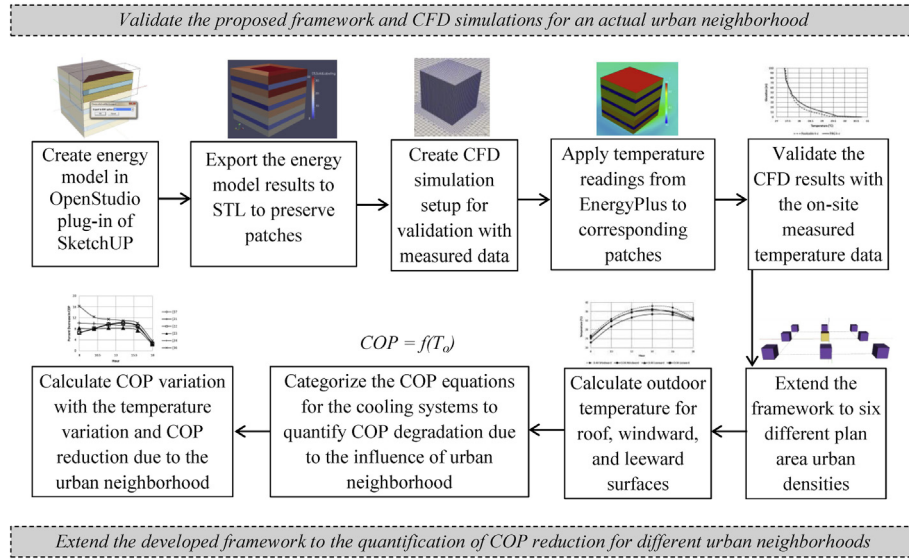 Validate the proposed framework and CFD simulations for an actual urban neighborhood
Create energy
model in
OpenStudio
plug-in of
SketchUP
Export the energy
model results to
STL to preserve
patches
Create CFD
simulation
setup for
validation with
measured data
Apply temperature
readings from
EnergyPlus to
corresponding
patches
Validate the
CFD results with
the on-site
measured
temperature data
Extend the
framework to six
different plan
area urban
densities
Calculate outdoor
temperature for
roof, windward,
and leeward
surfaces
COP = f(Tₒ)
Categorize the COP equations
for the cooling systems to
quantify COP degradation due
to the influence of urban
neighborhood
Calculate COP variation
with the temperature
variation and COP
reduction due to the
urban neighborhood
Extend the developed framework to the quantification of COP reduction for different urban neighborhoods